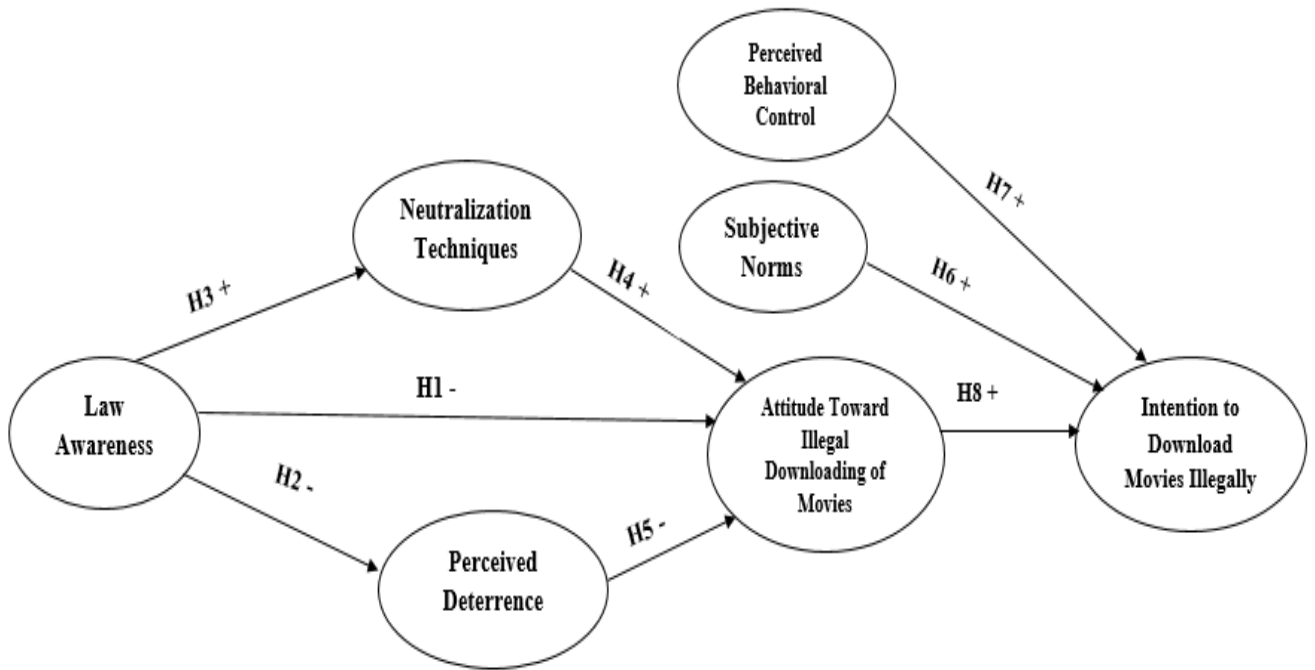 Perceived
Behavioral
Control
H7 +
Neutralization
Techniques
Subjective
Norms
H3 +
H4 +
H6 +
Law
Awareness
H1 -
Attitude Toward
Illegal
Downloading of
Movies
H8 +
Intention to
Download
Movies Illegally
H2 -
H5 -
Perceived
Deterrence